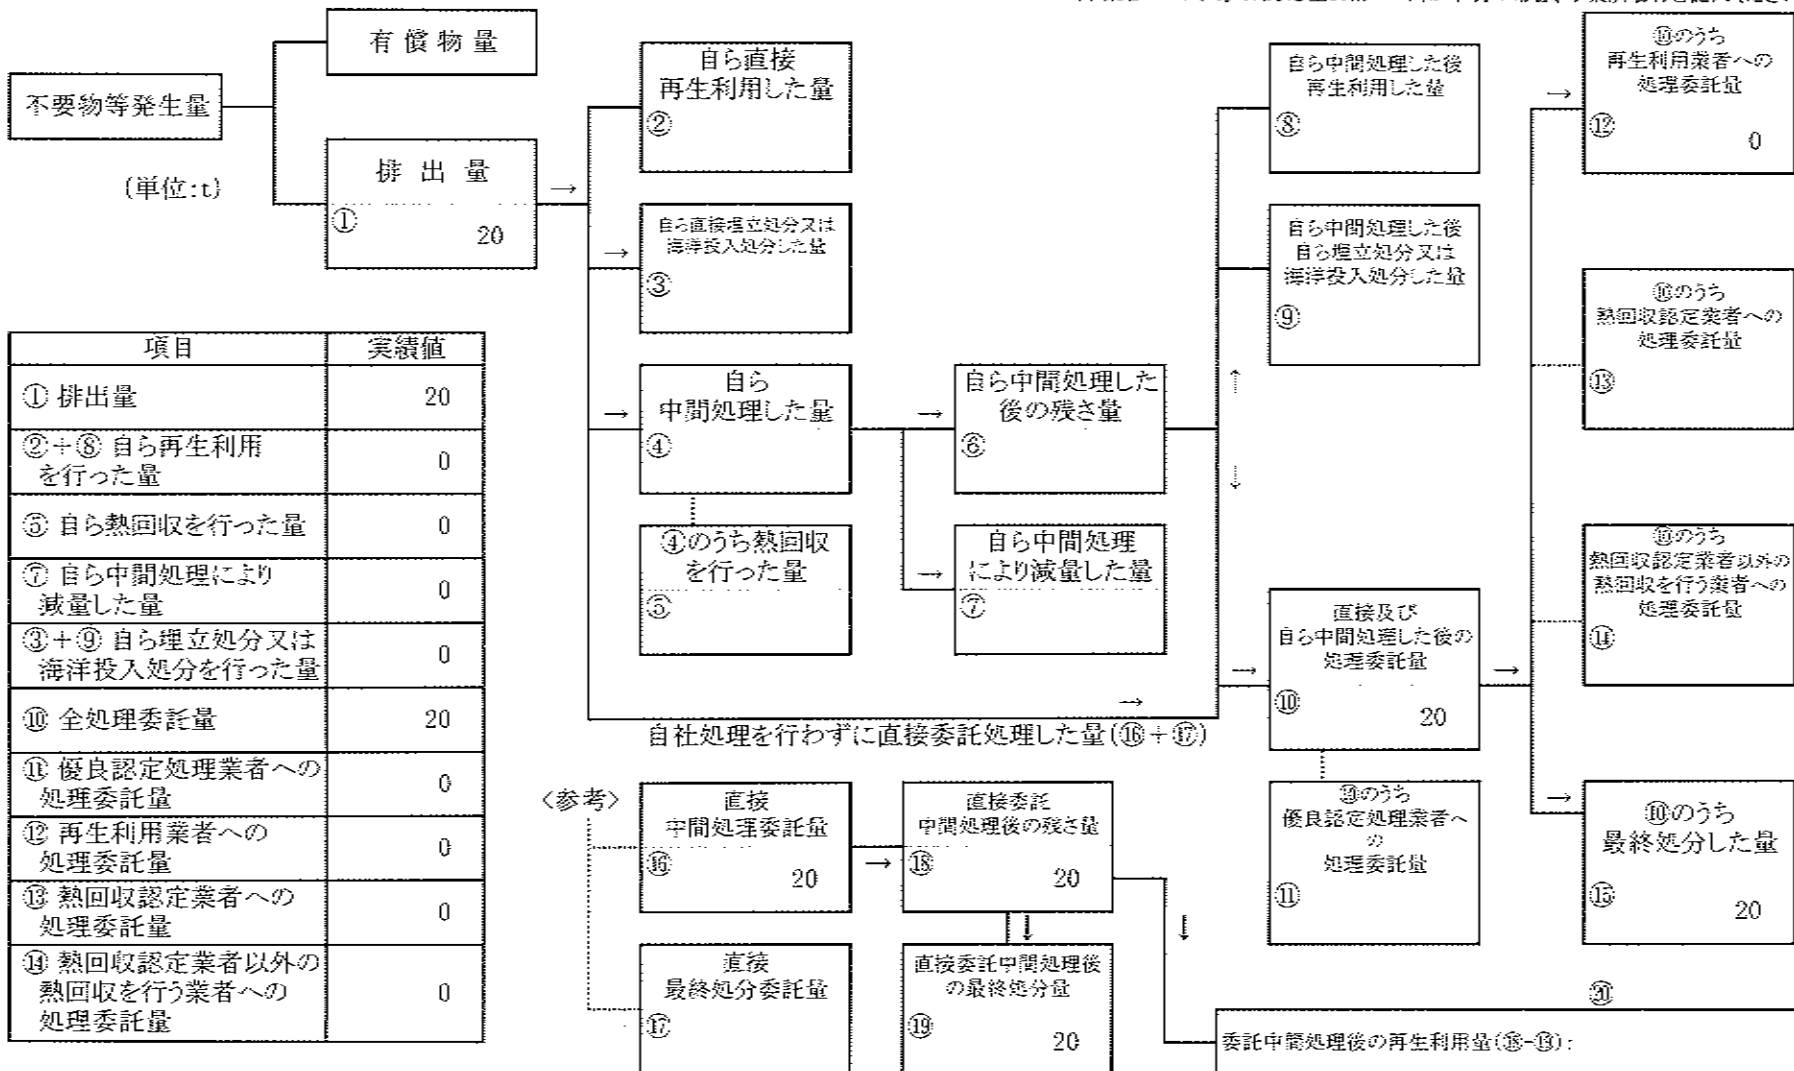 有償物量
不要物等発生量
(単位:t)
排出量
①
20
→
自ら直接
再生利用した量
②
→
自ら直接埋立処分又は
海洋投入処分した量
③
→
自ら
中間処理した量
④
④のうち熱回収
を行った量
⑤
→
自ら中間処理した
後の残さ量
⑥
→
自ら中間処理
により減量した量
⑦
自ら中間処理した後
再生利用した量
⑧
自ら中間処理した後
自ら埋立処分又は
海洋投入処分した量
⑨
↑
↓
→
直接及び
自ら中間処理した後の
処理委託量
⑩
20
→
→
自社処理を行わずに直接委託処理した量(⑯+⑰)
⑩のうち
優良認定処理業者へ
の
処理委託量
⑪
→
⑩のうち
再生利用業者への
処理委託量
⑫
0
⑩のうち
熱回収認定業者への
処理委託量
⑬
⑩のうち
熱回収認定業者以外の
熱回収を行う業者への
処理委託量
⑭
→
⑩のうち
最終処分した量
⑮
20
項目 実績値
① 排出量 20
②+⑧ 自ら再生利用
を行った量 0
⑤ 自ら熱回収を行った量 0
⑦ 自ら中間処理により
減量した量 0
③+⑨ 自ら埋立処分又は
海洋投入処分を行った量 0
⑩ 全処理委託量 20
⑪ 優良認定処理業者への
処理委託量 0
⑫ 再生利用業者への
処理委託量 0
⑬ 熱回収認定業者への
処理委託量 0
⑭ 熱回収認定業者以外の
熱回収を行う業者への
処理委託量 0
〈参考〉
直接
中間処理委託量
⑯
20
→
直接委託
中間処理後の残さ量
⑱
20
↓
↓
直接
最終処分委託量
⑰
直接委託中間処理後
の最終処分量
⑲
20
⑳
委託中間処理後の再生利用量(⑱-⑲):